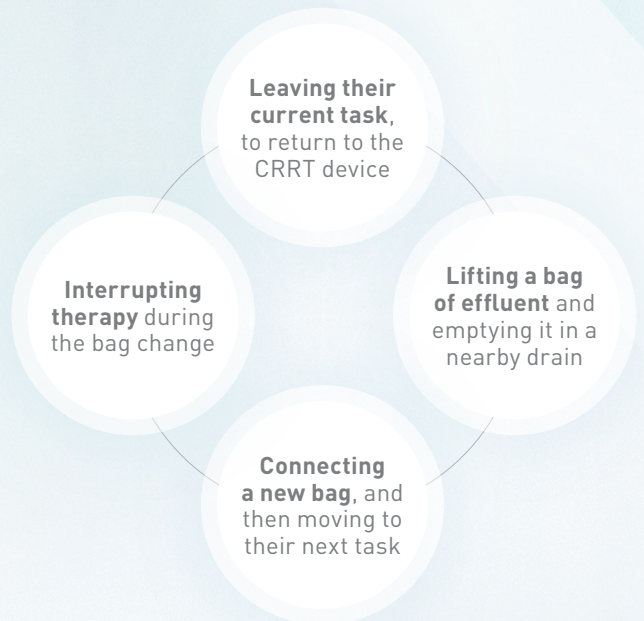 Leaving their
current task,
to return to the
CRRT device
Lifting a bag
of effluent and
emptying it in a
nearby drain
Connecting
a new bag, and
then moving to
their next task
Interrupting
therapy during
the bag change